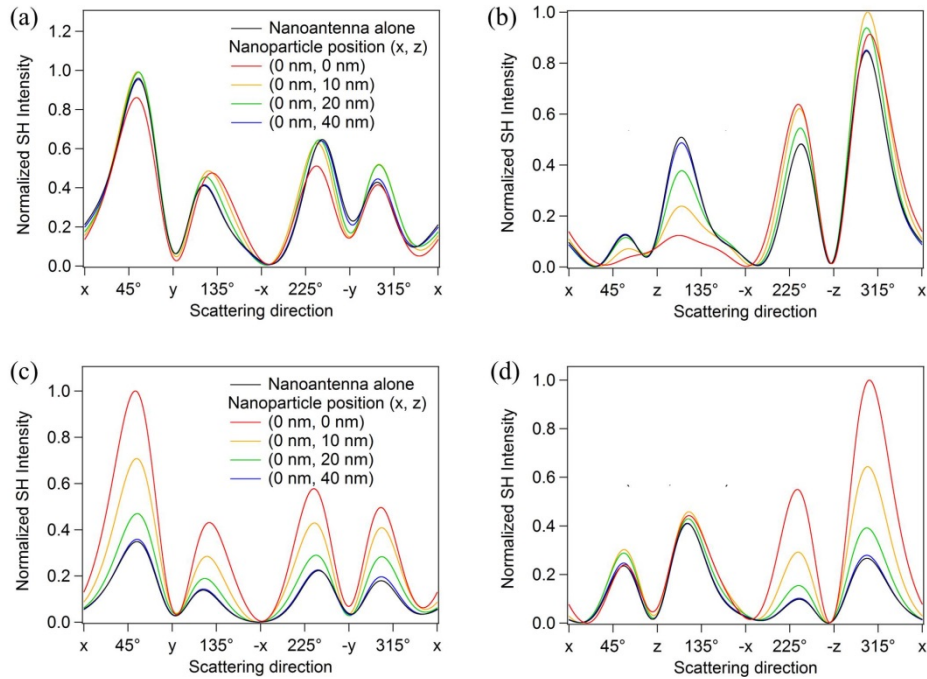 (a)
Normalized SH Intensity
1.2
1.0
0.8
0.6
0.4
0.2
0.0
Nanoantenna alone
Nanoparticle position (x, z)
(0 nm, 0 nm)
(0 nm, 10 nm)
(0 nm, 20 nm)
(0 nm, 40 nm)
x 45° y 135° -x 225° -y 315° x
Scattering direction
(b)
Normalized SH Intensity
1.0
0.8
0.6
0.4
0.2
0.0
x 45° z 135° -x 225° -z 315° x
Scattering direction
(c)
Normalized SH Intensity
1.0
0.8
0.6
0.4
0.2
0.0
Nanoantenna alone
Nanoparticle position (x, z)
(0 nm, 0 nm)
(0 nm, 10 nm)
(0 nm, 20 nm)
(0 nm, 40 nm)
x 45° y 135° -x 225° -y 315° x
Scattering direction
(d)
Normalized SH Intensity
1.0
0.8
0.6
0.4
0.2
0.0
x 45° z 135° -x 225° -z 315° x
Scattering direction